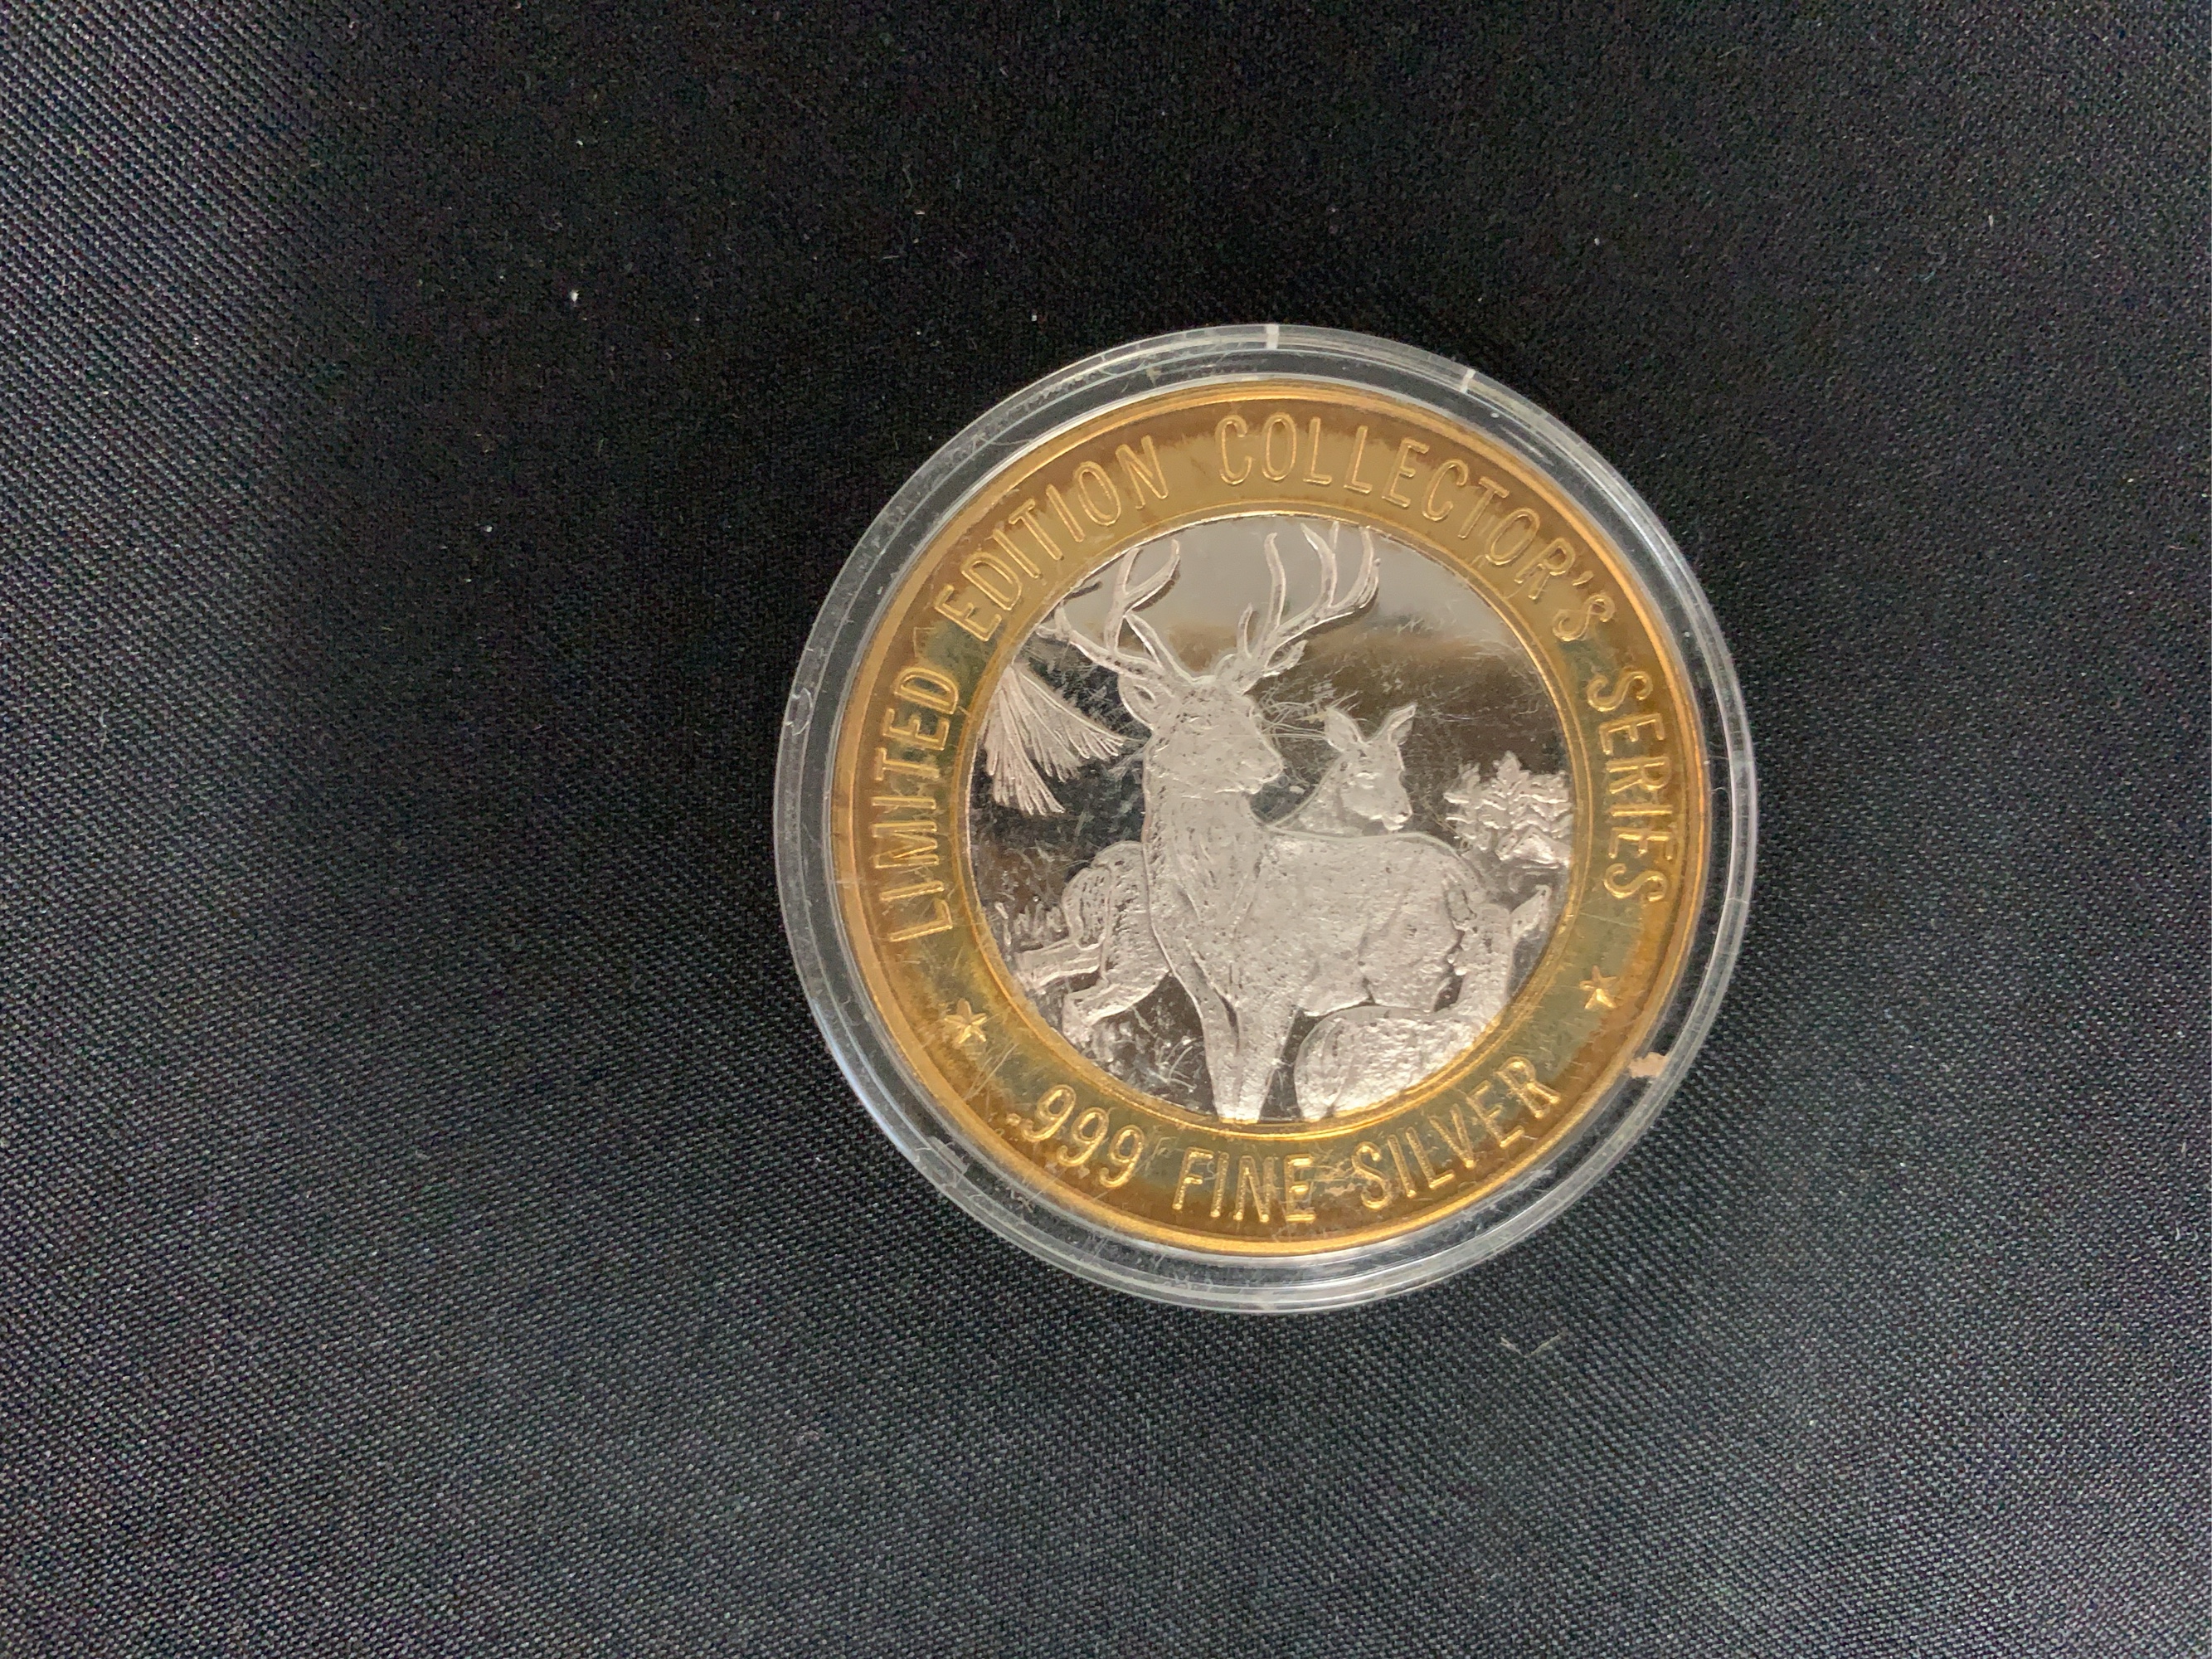 LIMITED EDITION COLLECTOR'S SERIES
.999 FINE SILVER